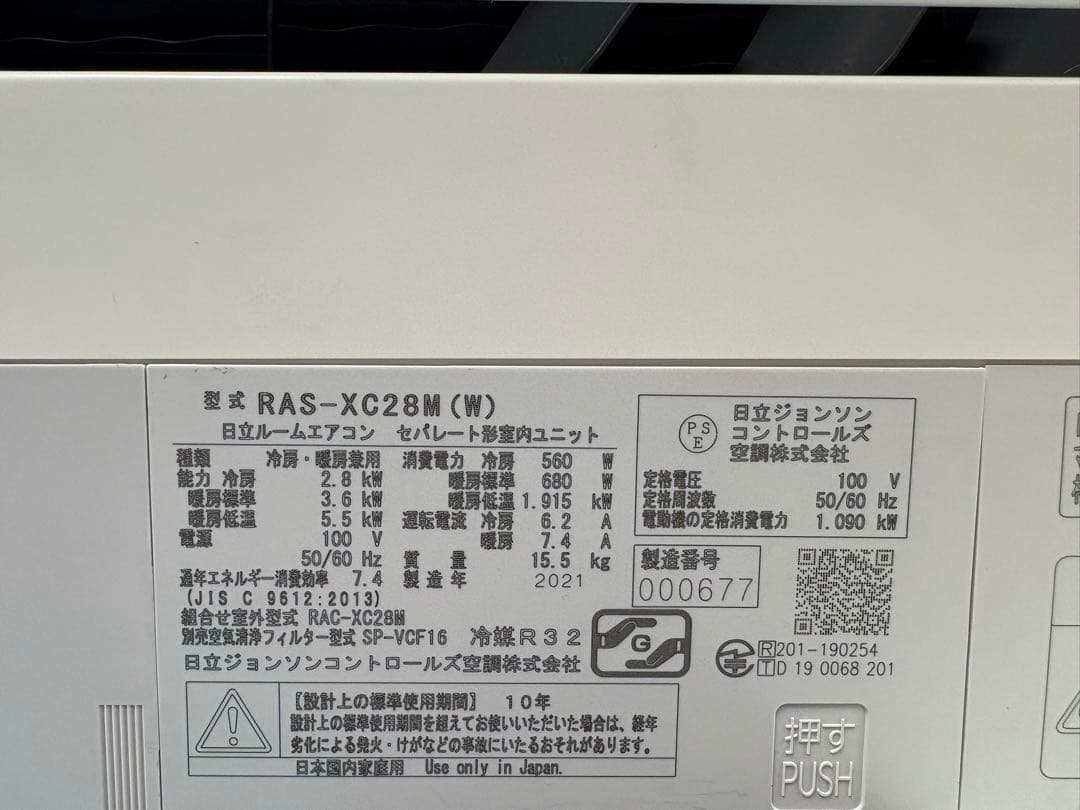 型式 RAS-XC28M(W)
日立ルームエアコン セパレート形室内ユニット
種類 冷房・暖房兼用
能力 冷房 2.8 kW
暖房標準 3.6 kW
暖房低温 5.5 kW
電源 100 V
50/60 Hz
通年エネルギー消費効率 7.4
(JIS C 9612:2013)
消費電力 冷房 560 W
暖房標準 680 W
暖房低温 1.915 kW
運転電流 冷房 6.2 A
暖房 7.4 A
質量 15.5 kg
製造年 2021
組合せ室外型式 RAC-XC28M
別売空気清浄フィルター型式 SP-VCF16 冷媒R32
日立ジョンソンコントロールズ空調株式会社
PS
E
日立ジョンソン
コントロールズ
空調株式会社
定格電圧 100 V
定格周波数 50/60 Hz
電動機の定格消費電力 1.090 kW
製造番号
000677
G
R 201-190254
T D 19 0068 201
【設計上の標準使用期間】 10年
設計上の標準使用期間を超えてお使いいただいた場合は、経年
劣化による発火・けがなどの事故にいたるおそれがあります。
日本国内家庭用 Use only in Japan.
押す
PUSH